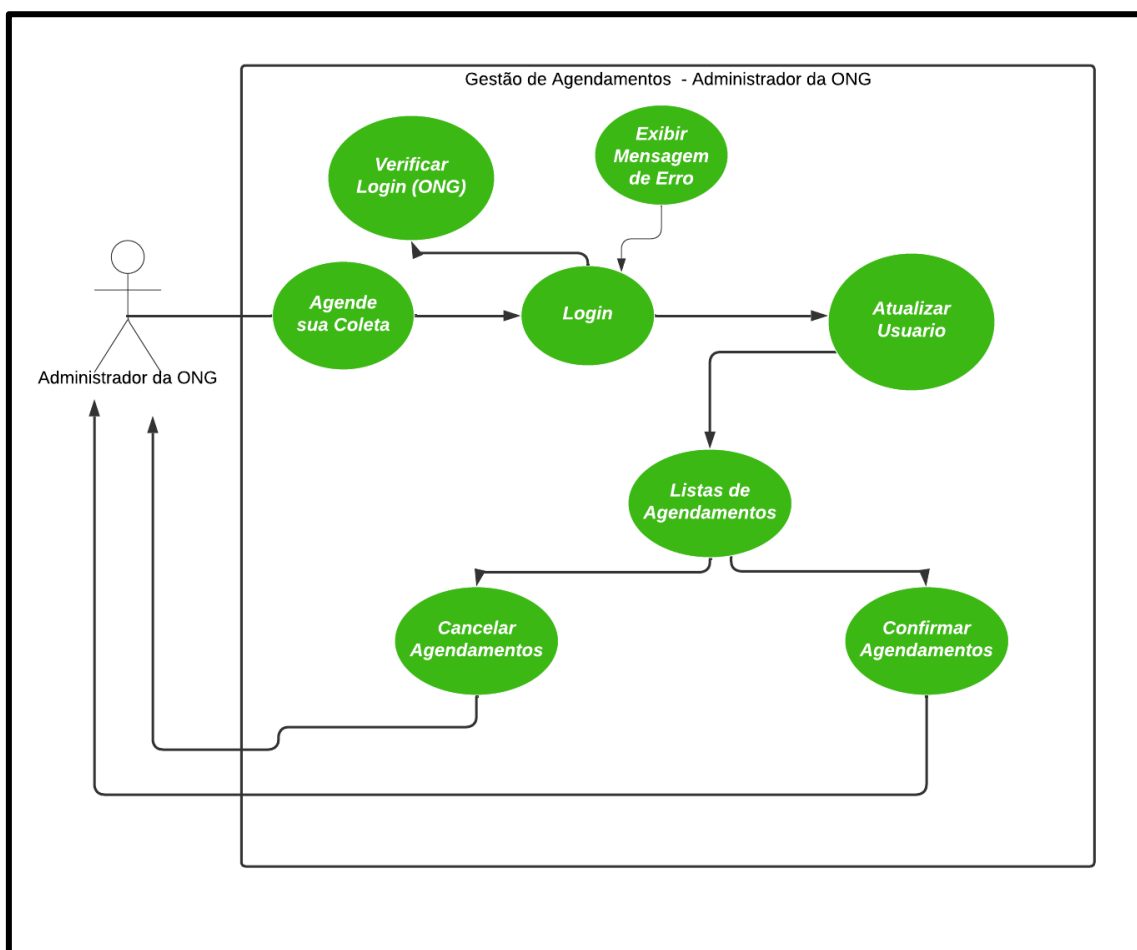 Gestão de Agendamentos - Administrador da ONG
Exibir
Mensagem
de Erro
Verificar
Login (ONG)
Agende
sua Coleta
Login
Atualizar
Usuario
Administrador da ONG
Listas de
Agendamentos
Cancelar
Agendamentos
Confirmar
Agendamentos